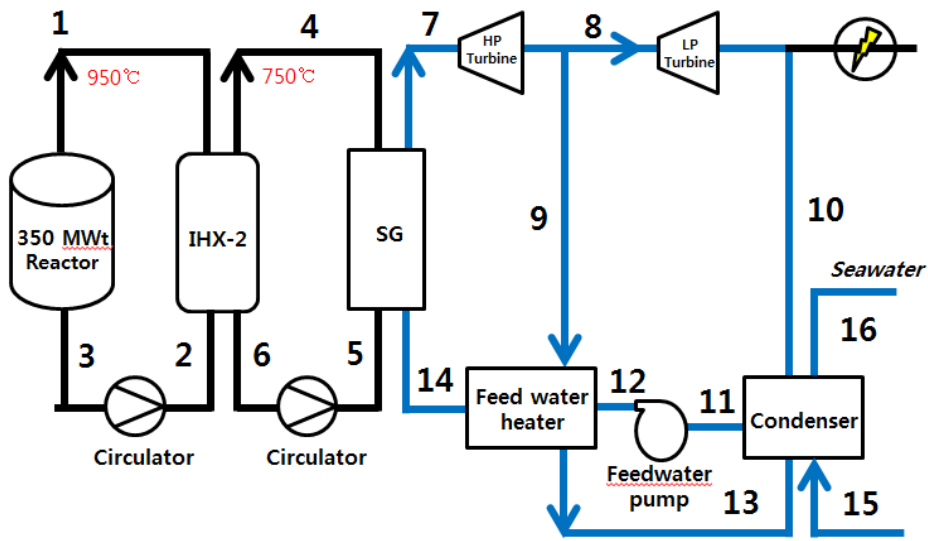 1
4
7
8
950℃
750℃
HP
Turbine
LP
Turbine
350 MWt
Reactor
IHX-2
SG
9
10
Seawater
16
3
2
6
5
14
12
11
Feed water
heater
Condenser
Circulator
Circulator
Feedwater
pump
13
15